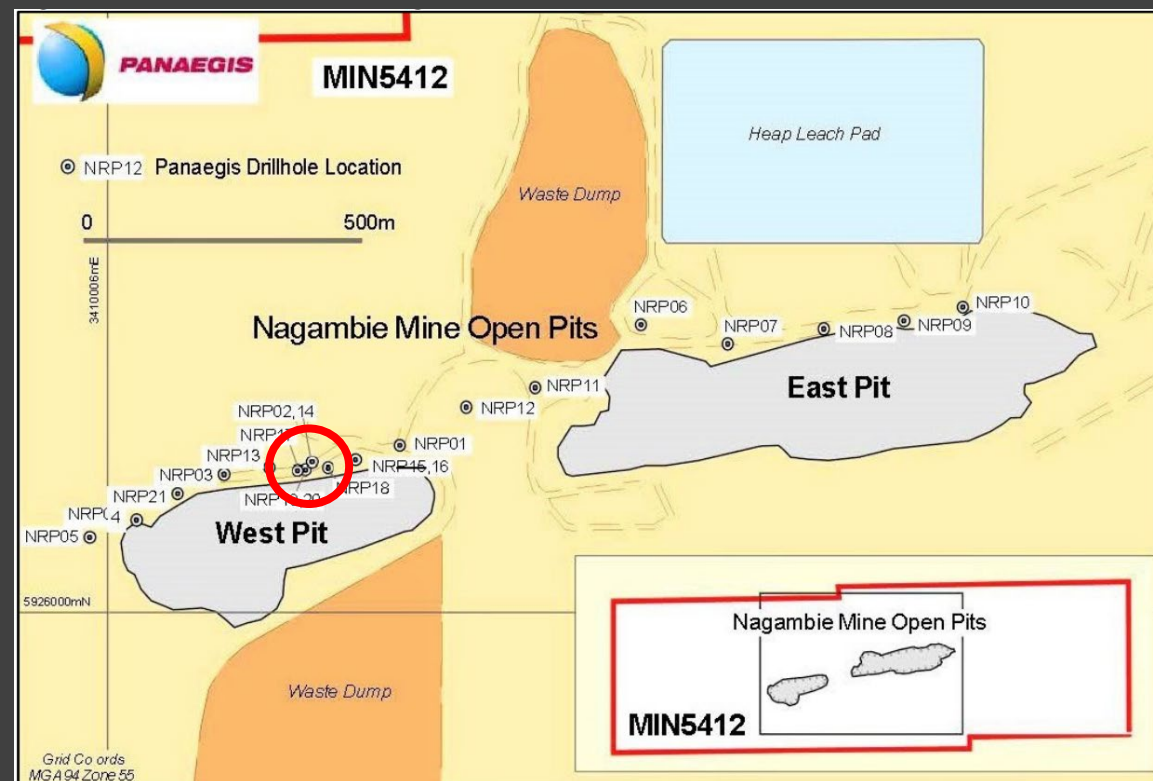 PANAEGIS
MIN5412
Heap Leach Pad
NRP12 Panaegis Drillhole Location
Waste Dump
0 500m
3410006mE
NRP06
NRP10
Nagambie Mine Open Pits
NRP07
NRP08
NRP09
NRP11
East Pit
NRP12
NRP02,14
NRP01
NRP13
NRP15,16
NRP03
NRP18
NRP21
West Pit
NRP05
5926000mN
Nagambie Mine Open Pits
Waste Dump
MIN5412
Grid Co ords
MGA94 Zone 55